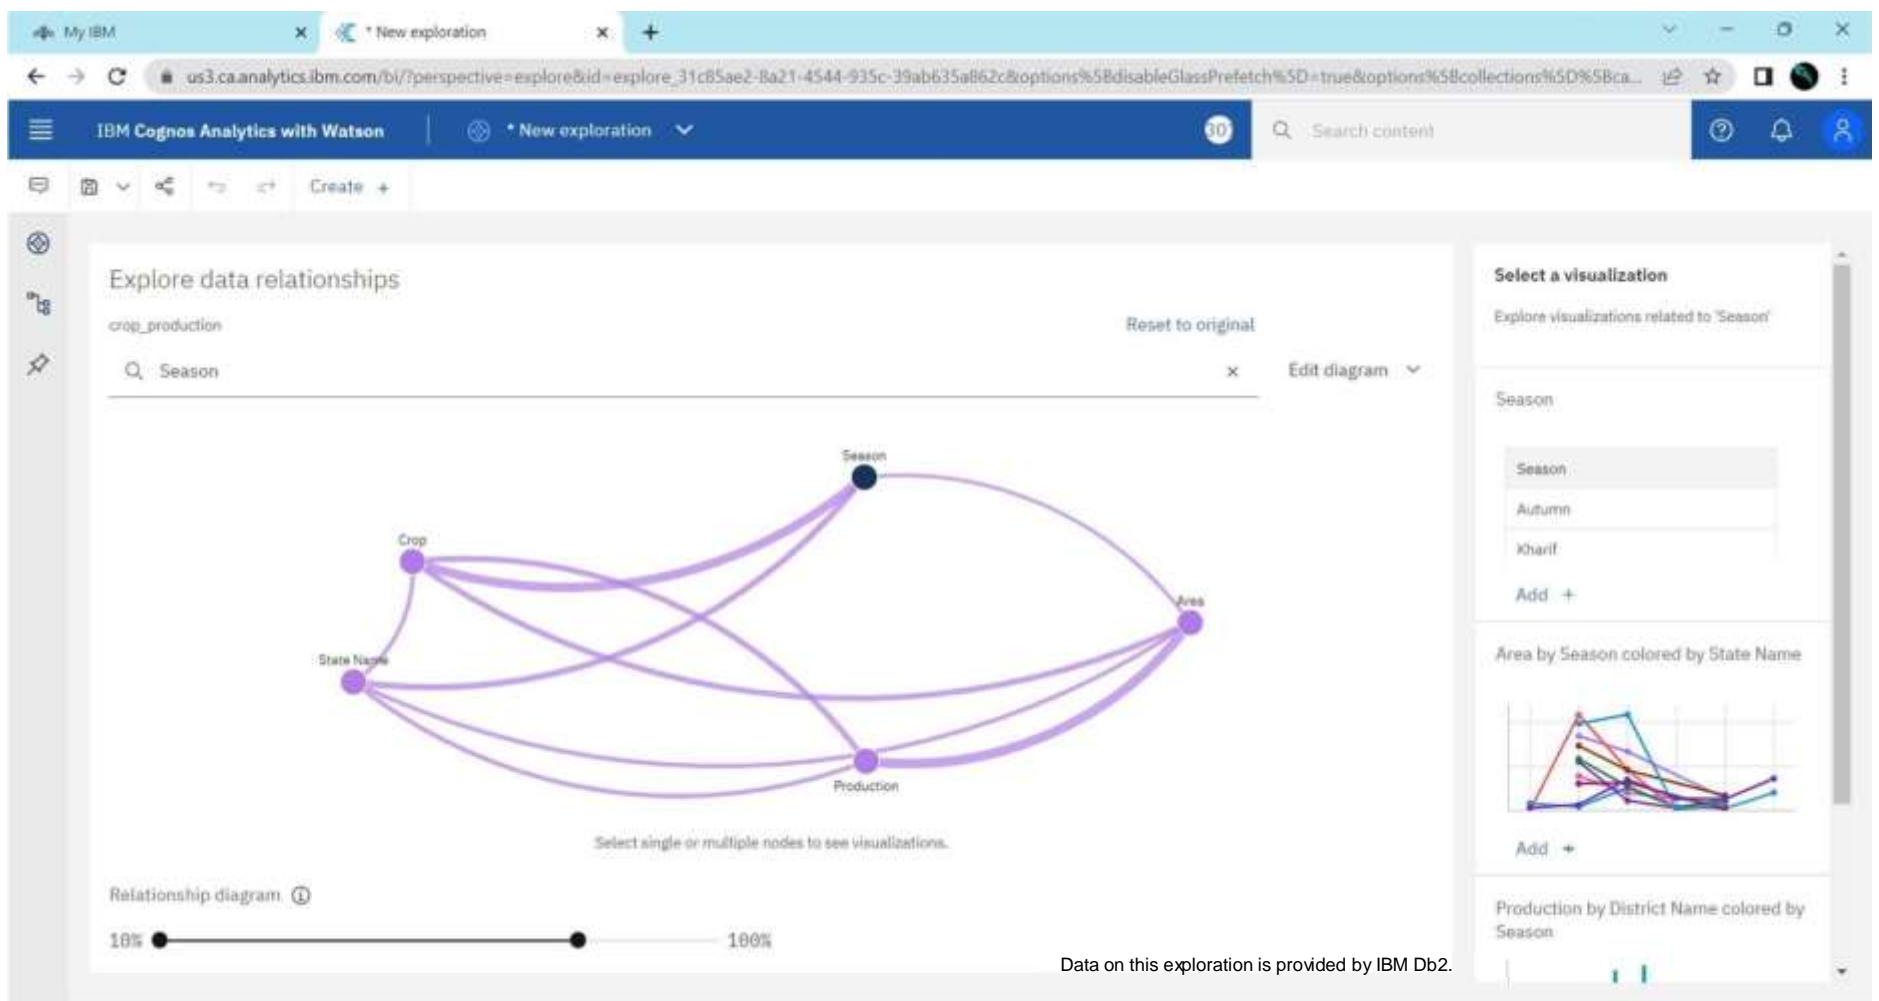 My IBM
* New exploration
us3.ca.analytics.ibm.com/bi/?perspective=explore&id=explore_31c85ae2-8a21-4544-935c-39ab635a862c&options%5BdisableGlassPrefetch%5D=true&options%5Bcollections%5D%5Bca...
IBM Cognos Analytics with Watson
* New exploration
30
Search content
Create +
Explore data relationships
crop_production
Reset to original
Season
Edit diagram
Season
Crop
Area
State Name
Production
Select single or multiple nodes to see visualizations.
Relationship diagram
10%
100%
Data on this exploration is provided by IBM Db2.
Select a visualization
Explore visualizations related to 'Season'
Season
Season
Autumn
Kharif
Add +
Area by Season colored by State Name
Add +
Production by District Name colored by
Season